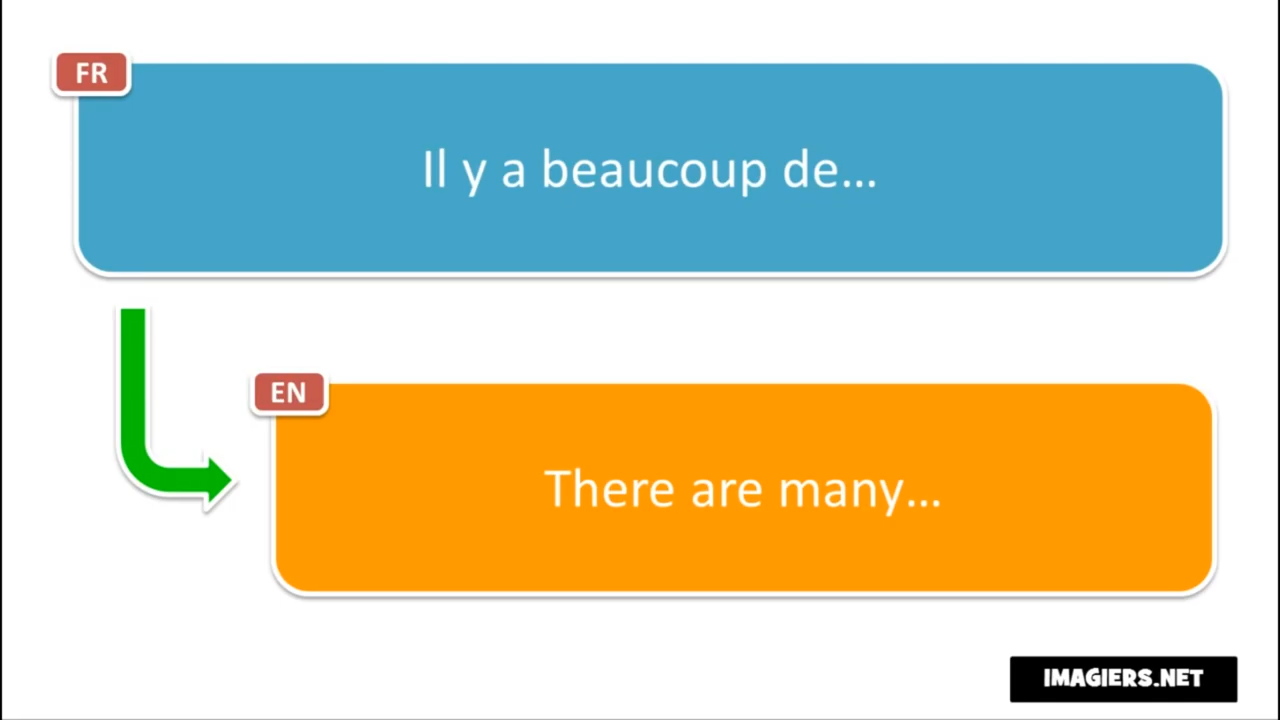 FR
Il y a beaucoup de...
EN
There are many...
IMAGIERS.NET